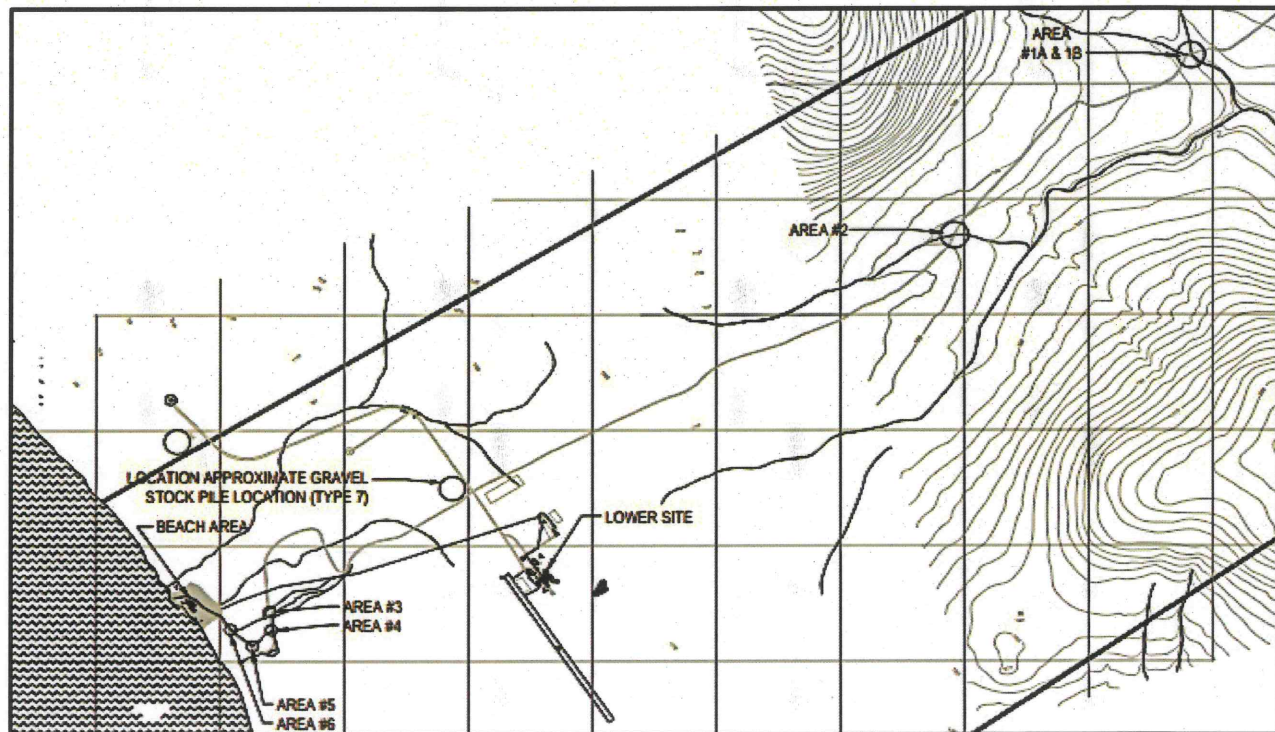 AREA
#1A & 1B
AREA #2
LOCATION APPROXIMATE GRAVEL
STOCK PILE LOCATION (TYPE 7)
BEACH AREA
LOWER SITE
AREA #3
AREA #4
AREA #5
AREA #6